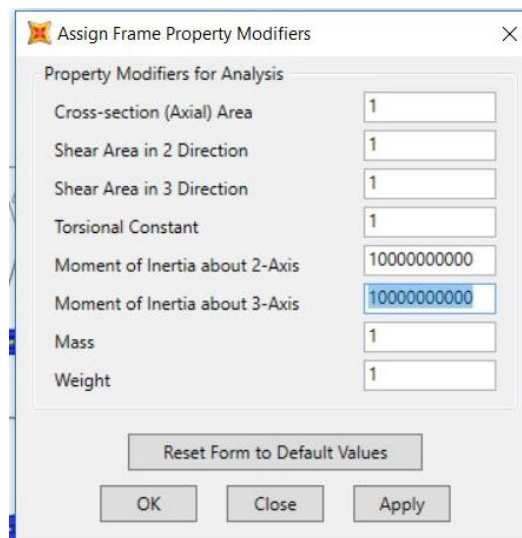 Assign Frame Property Modifiers
Property Modifiers for Analysis
Cross-section (Axial) Area 1
Shear Area in 2 Direction 1
Shear Area in 3 Direction 1
Torsional Constant 1
Moment of Inertia about 2-Axis 10000000000
Moment of Inertia about 3-Axis 10000000000
Mass 1
Weight 1
Reset Form to Default Values
OK Close Apply